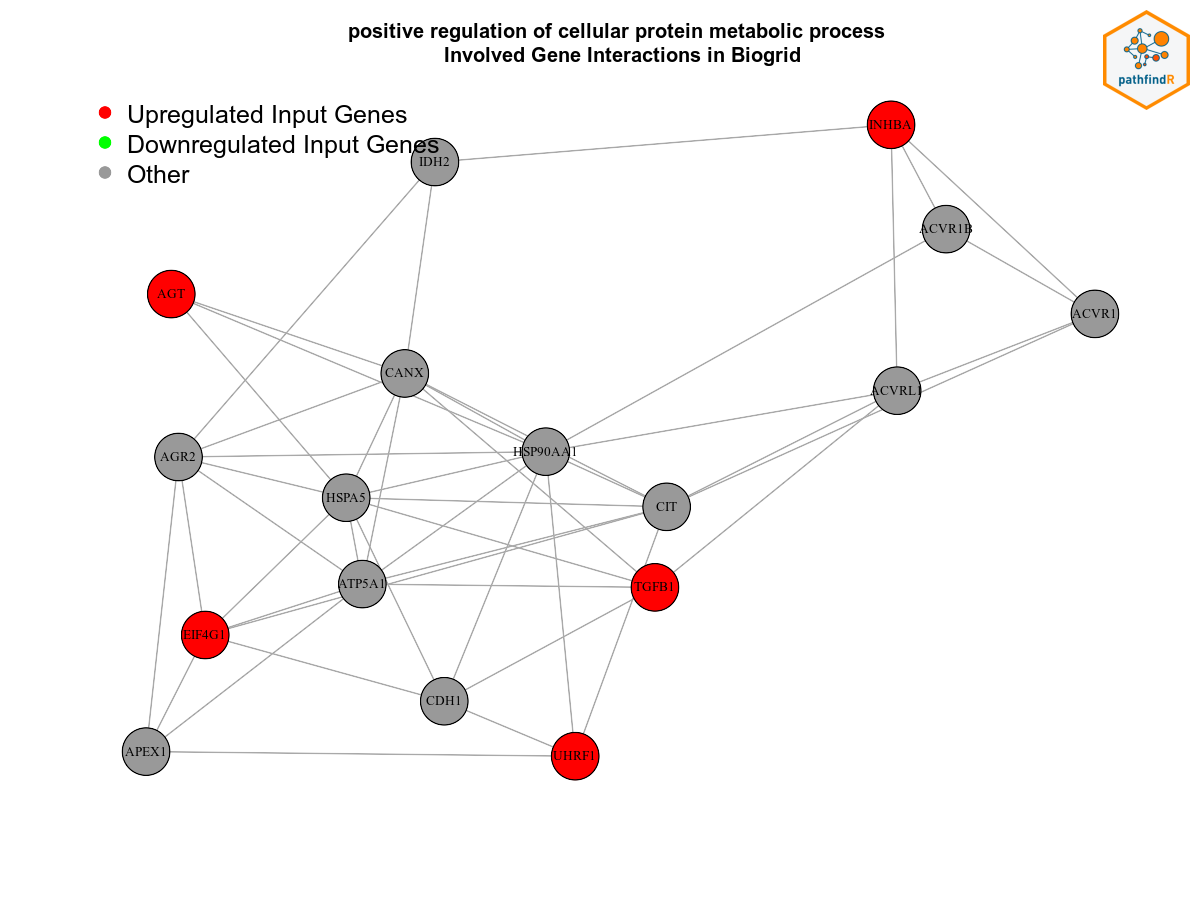 positive regulation of cellular protein metabolic process
Involved Gene Interactions in Biogrid
pathfindR
Upregulated Input Genes
Downregulated Input Genes
Other
INHBA
IDH2
ACVR1B
AGT
ACVR1
CANX
ACVRL1
HSP90AA1
AGR2
HSPA5
CIT
ATP5A1
TGFB1
EIF4G1
CDH1
APEX1
UHRF1